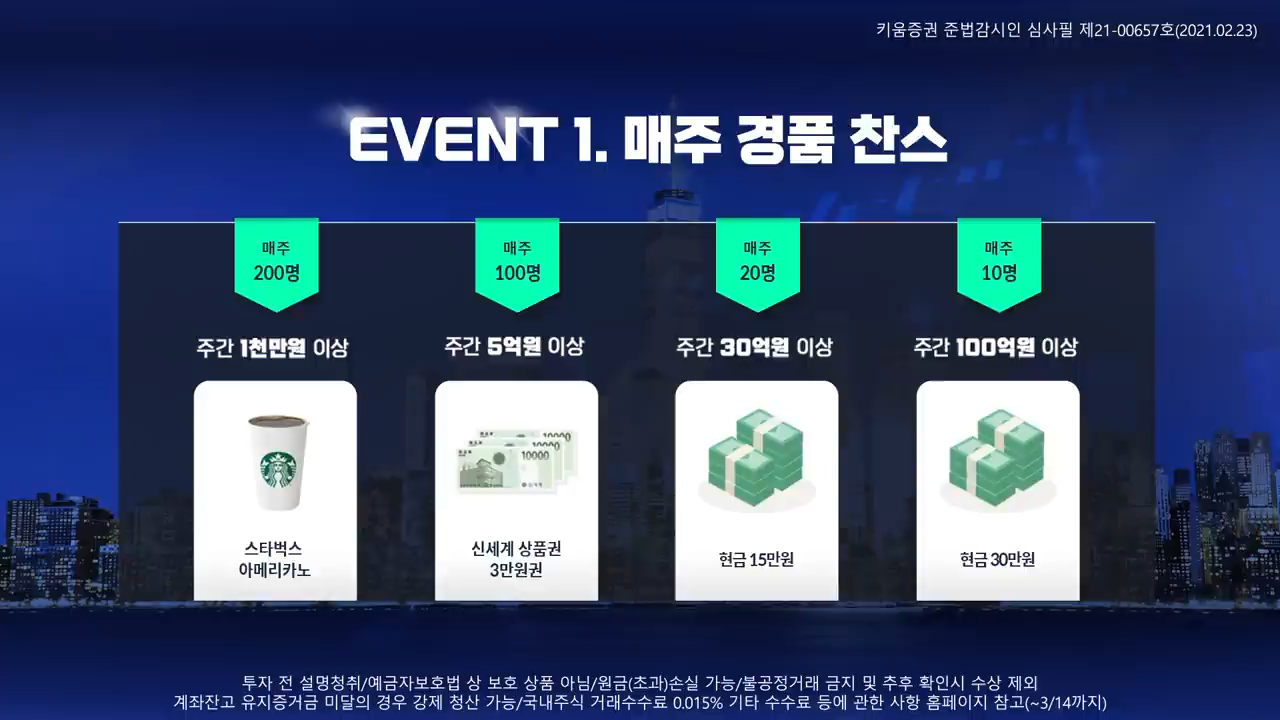 키움증권 준법감시인 심사필 제21-00657호(2021.02.23)
EVENT 1. 매주 경품 찬스
매주
200명
매주
100명
매주
20명
매주
10명
주간 1천만원 이상
주간 5억원 이상
주간 30억원 이상
주간 100억원 이상
10000
10000
10000
스타벅스
아메리카노
신세계 상품권
3만원권
현금 15만원
현금 30만원
투자 전 설명청취/예금자보호법 상 보호 상품 아님/원금(초과)손실 가능/불공정거래 금지 및 추후 확인시 수상 제외
계좌잔고 유지증거금 미달의 경우 강제 청산 가능/국내주식 거래수수료 0.015% 기타 수수료 등에 관한 사항 홈페이지 참고(~3/14까지)